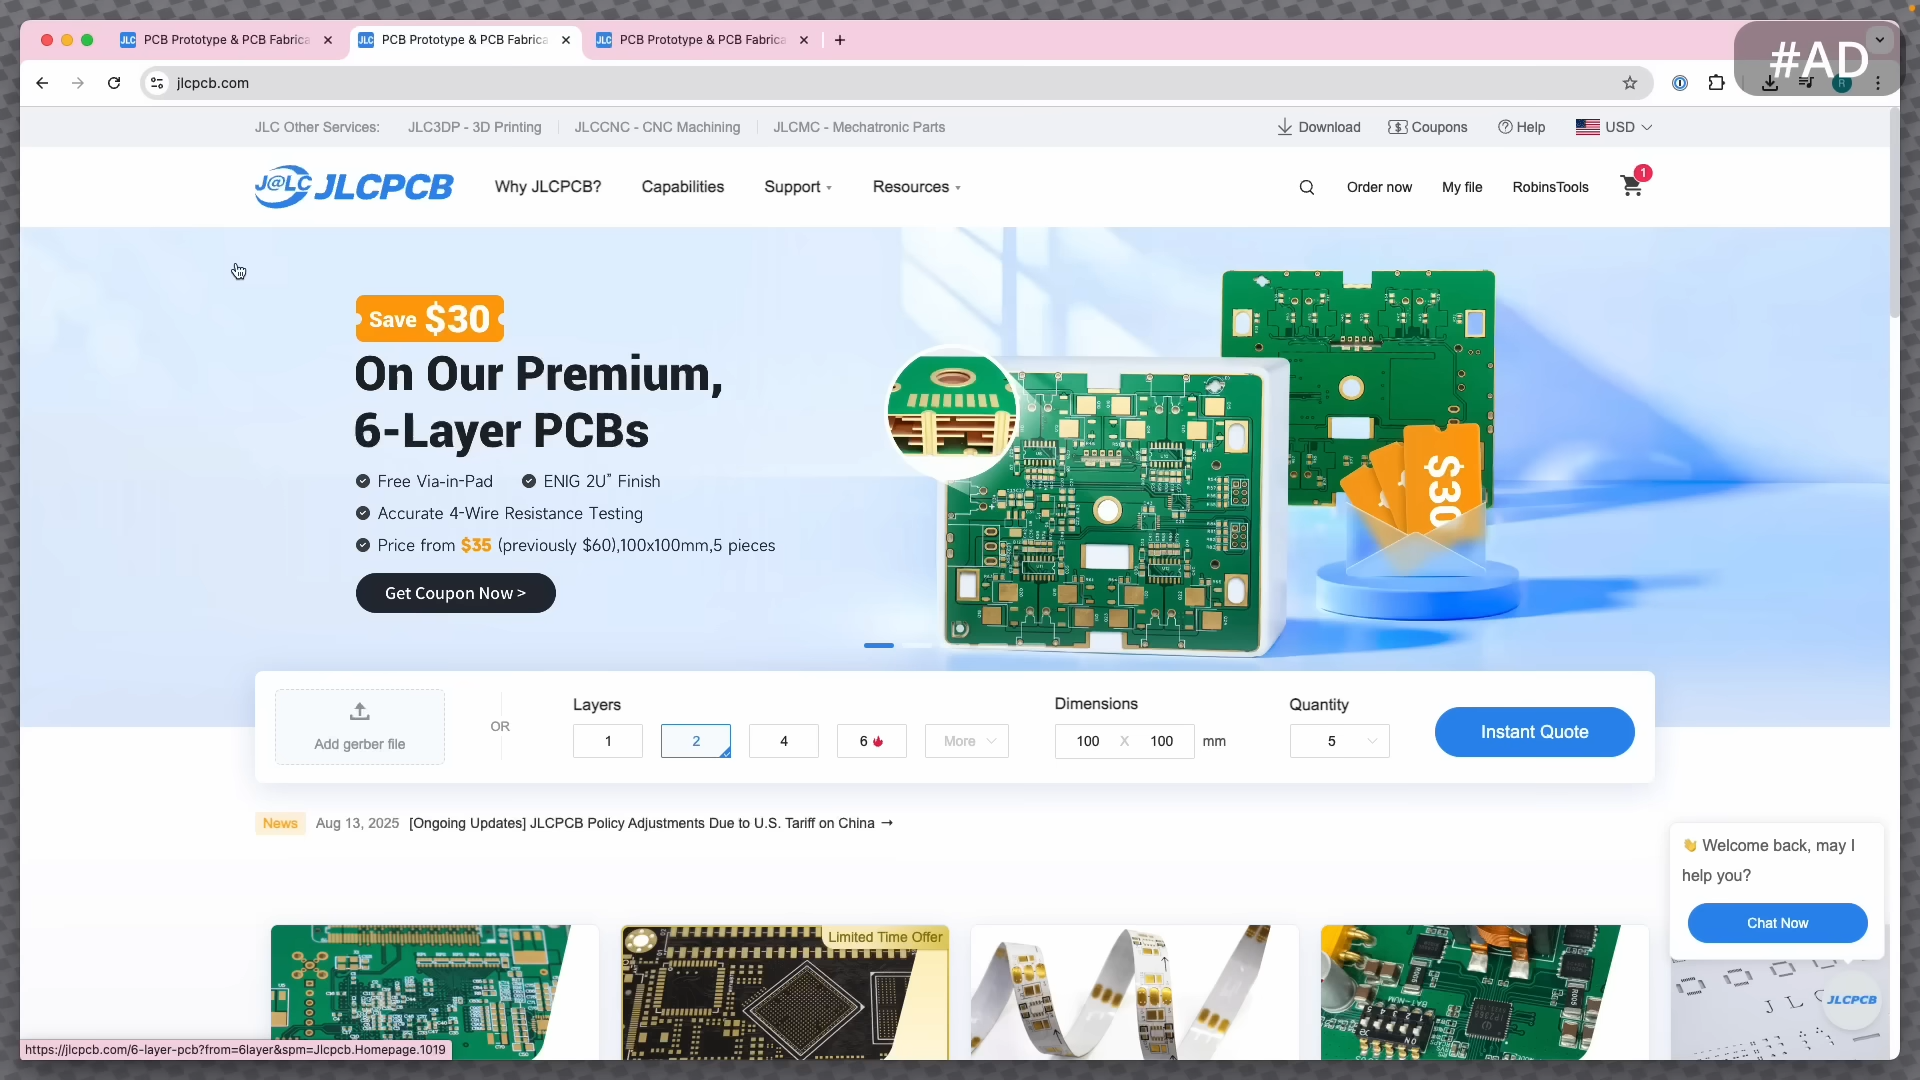 PCB Prototype & PCB Fabrica
PCB Prototype & PCB Fabrica
PCB Prototype & PCB Fabrica
#AD
jlcpcb.com
JLC Other Services:
JLC3DP - 3D Printing
JLCCNC - CNC Machining
JLCMC - Mechatronic Parts
Download
Coupons
Help
USD
J@LC JLCPCB
Why JLCPCB?
Capabilities
Support
Resources
Order now
My file
RobinsTools
1
Save $30
On Our Premium,
6-Layer PCBs
Free Via-in-Pad
ENIG 2U” Finish
Accurate 4-Wire Resistance Testing
Price from $35 (previously $60),100x100mm,5 pieces
Get Coupon Now >
$30
Add gerber file
OR
Layers
1
2
4
6
More
Dimensions
100 X 100 mm
Quantity
5
Instant Quote
News
Aug 13, 2025
[Ongoing Updates] JLCPCB Policy Adjustments Due to U.S. Tariff on China →
Welcome back, may I
help you?
Chat Now
Limited Time Offer
JLCPCB
https://jlcpcb.com/6-layer-pcb?from=6layer&spm=Jlcpcb.Homepage.1019